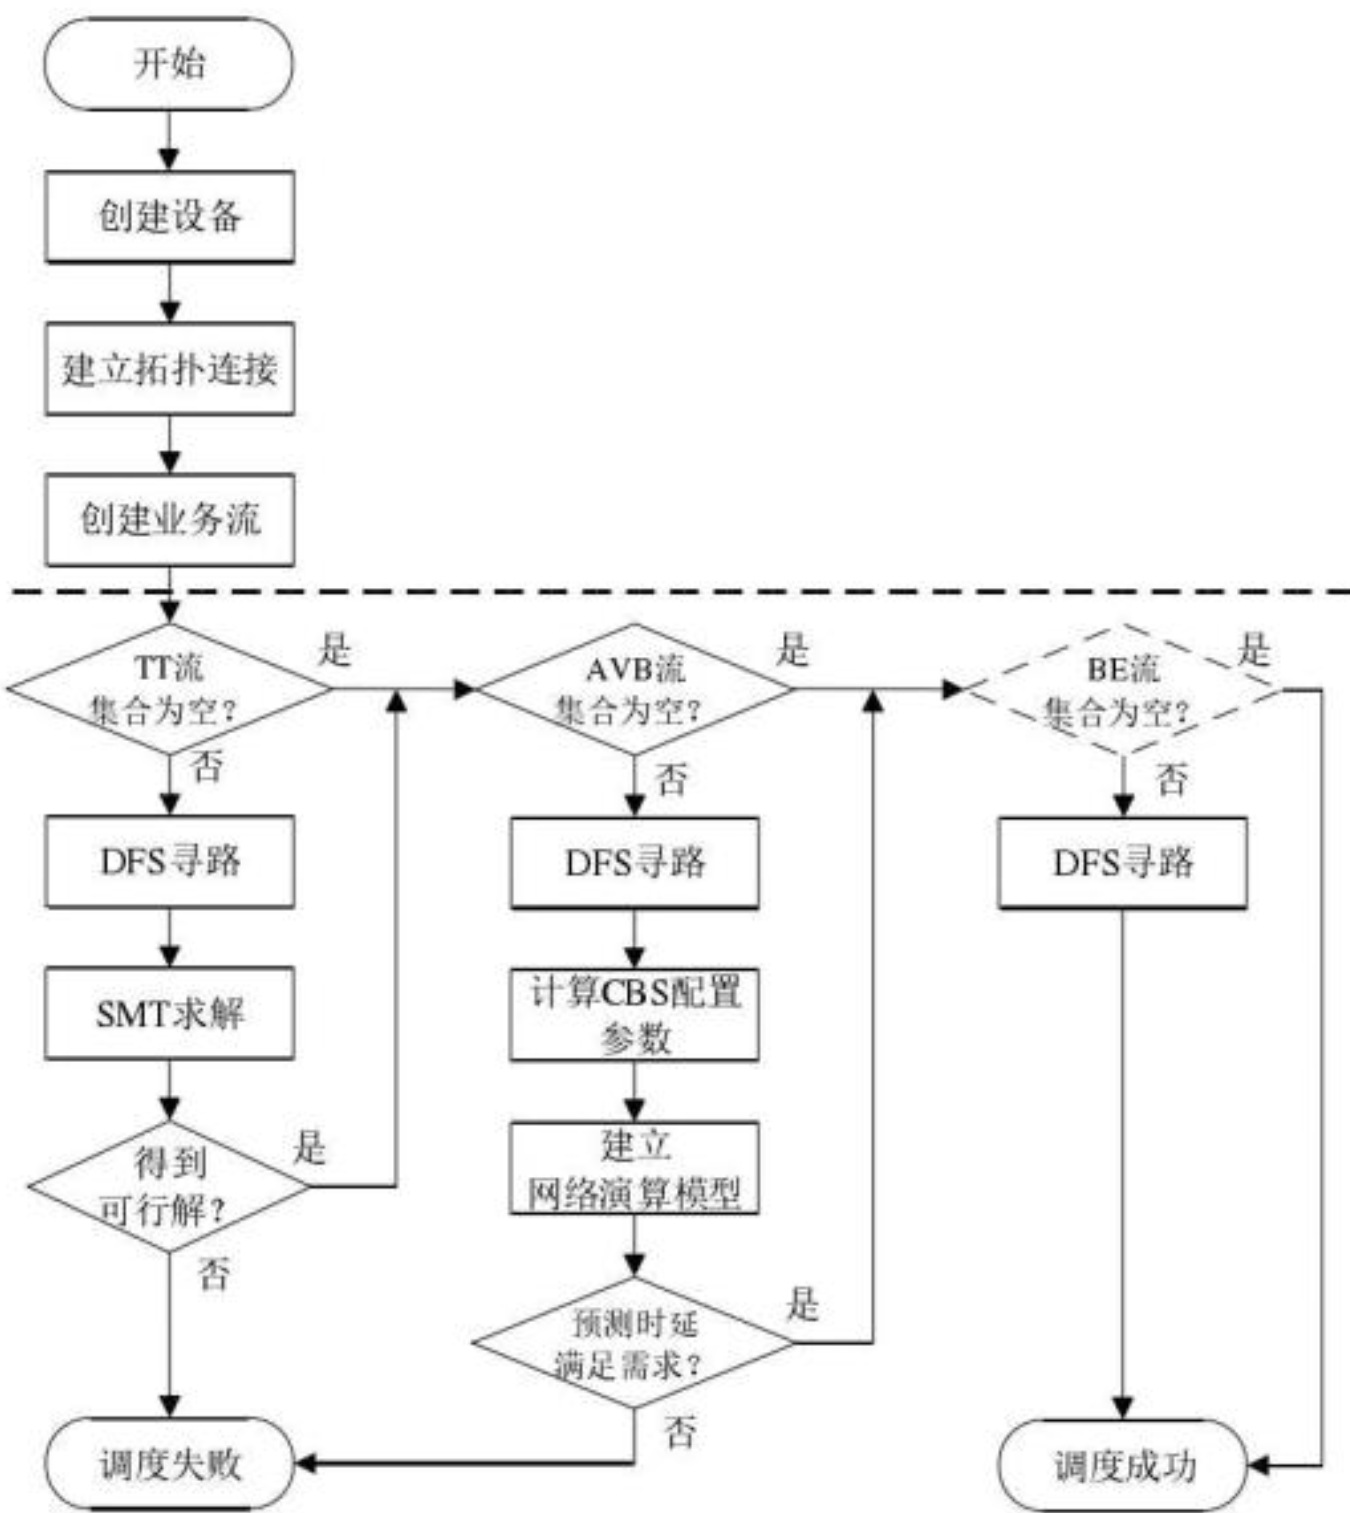 开始
创建设备
建立拓扑连接
创建业务流
TT流
集合为空?
是
否
DFS寻路
SMT求解
得到
可行解?
是
否
调度失败
AVB流
集合为空?
是
否
DFS寻路
计算CBS配置
参数
建立
网络演算模型
预测时延
满足需求?
是
否
BE流
集合为空?
是
否
DFS寻路
调度成功